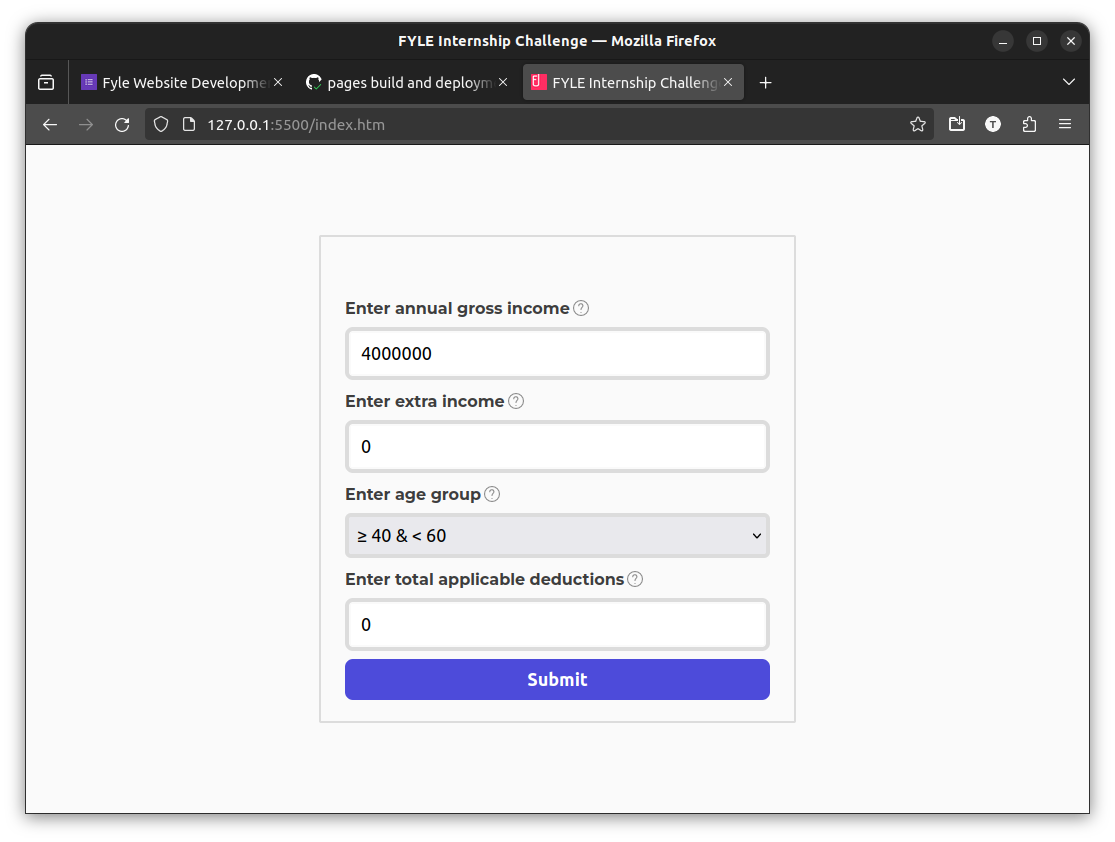 FYLE Internship Challenge — Mozilla Firefox
Fyle Website Developme
pages build and deploym
FYLE Internship Challeng
127.0.0.1:5500/index.htm
T
Enter annual gross income ?
4000000
Enter extra income ?
0
Enter age group ?
≥ 40 & < 60
Enter total applicable deductions ?
0
Submit